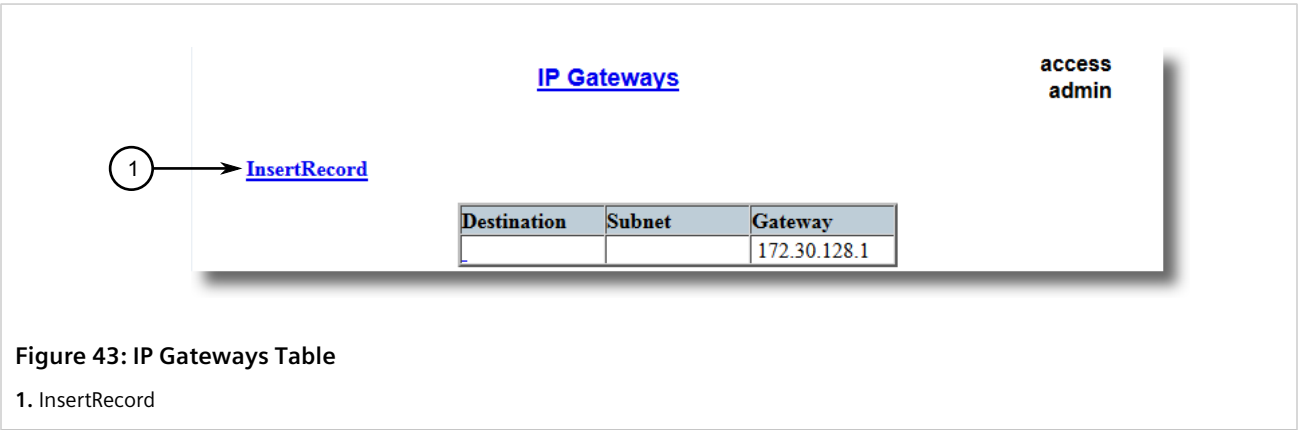 IP Gateways
access
admin
1
InsertRecord
Destination Subnet Gateway
172.30.128.1
Figure 43: IP Gateways Table
1. InsertRecord